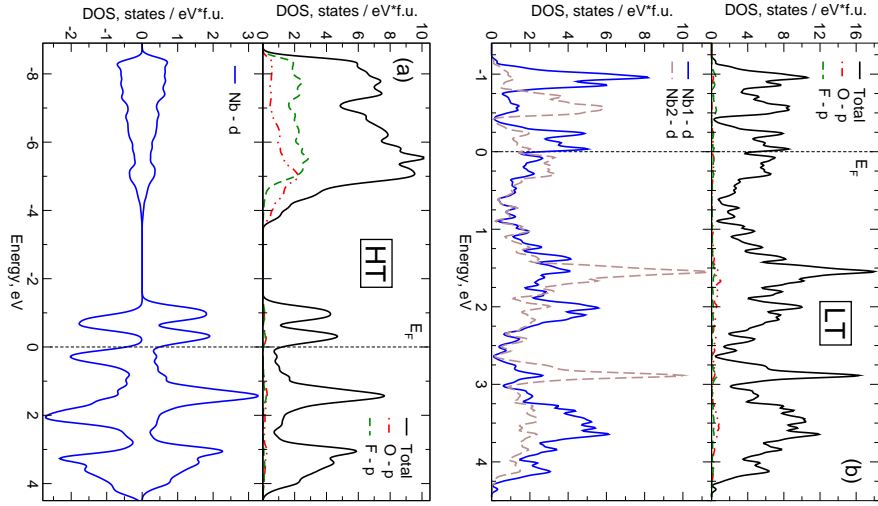 DOS, states / eV*f.u.
DOS, states / eV*f.u.
-3 -2 -1 0 1 2
0 2 4 6 8 10
Nb - d
(a)
HT
E_F
Total
O - p
F - p
-8
-6
-4
-2
0
2
4
Energy, eV
DOS, states / eV*f.u.
DOS, states / eV*f.u.
0 2 4 6 8 10
0 4 8 12 16
Nb1 - d
Nb2 - d
Total
O - p
F - p
E_F
LT
(b)
-1
0
1
2
3
4
Energy, eV